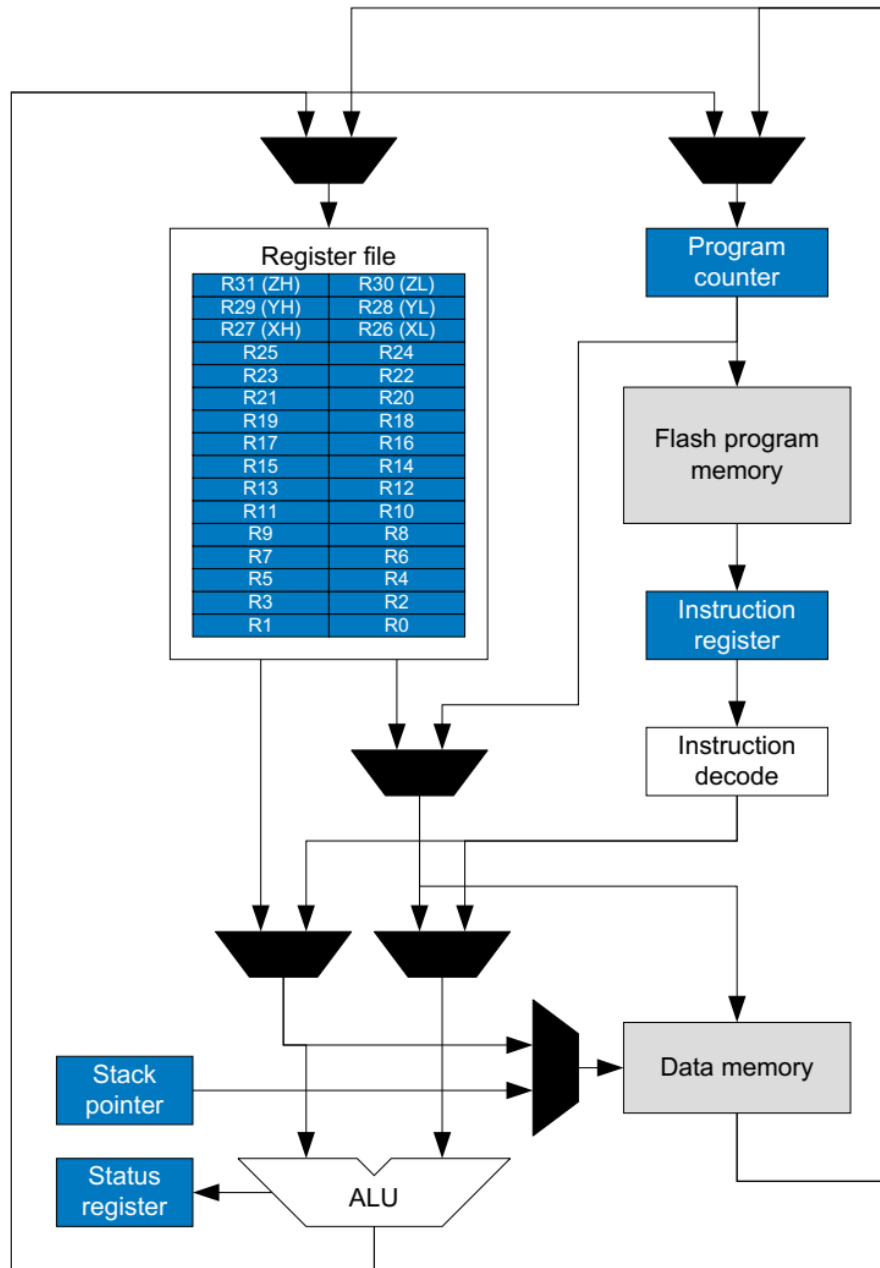 Register file
R31 (ZH) R30 (ZL)
R29 (YH) R28 (YL)
R27 (XH) R26 (XL)
R25 R24
R23 R22
R21 R20
R19 R18
R17 R16
R15 R14
R13 R12
R11 R10
R9 R8
R7 R6
R5 R4
R3 R2
R1 R0
Program
counter
Flash program
memory
Instruction
register
Instruction
decode
Stack
pointer
Data memory
Status
register
ALU